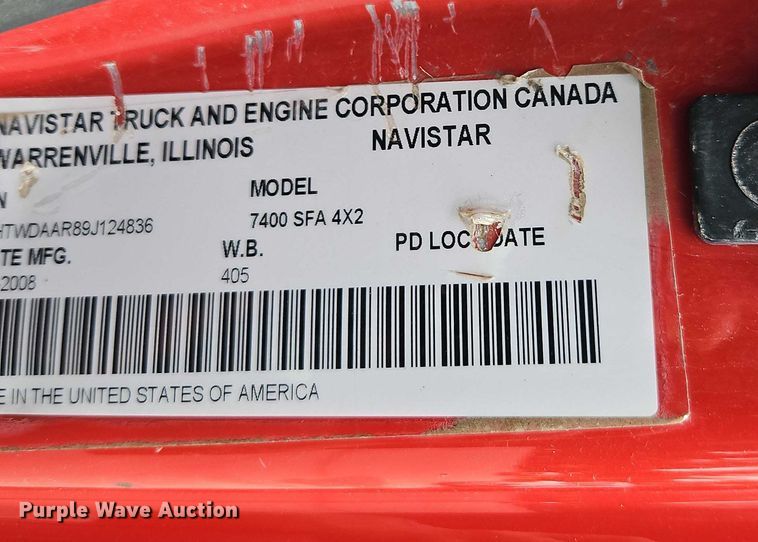 NAVISTAR TRUCK AND ENGINE CORPORATION CANADA
WARRENVILLE, ILLINOIS NAVISTAR
N MODEL
HTWDAAR89J124836 7400 SFA 4X2
TE MFG. W.B. PD LOC DATE
2008 405
E IN THE UNITED STATES OF AMERICA
Purple Wave Auction